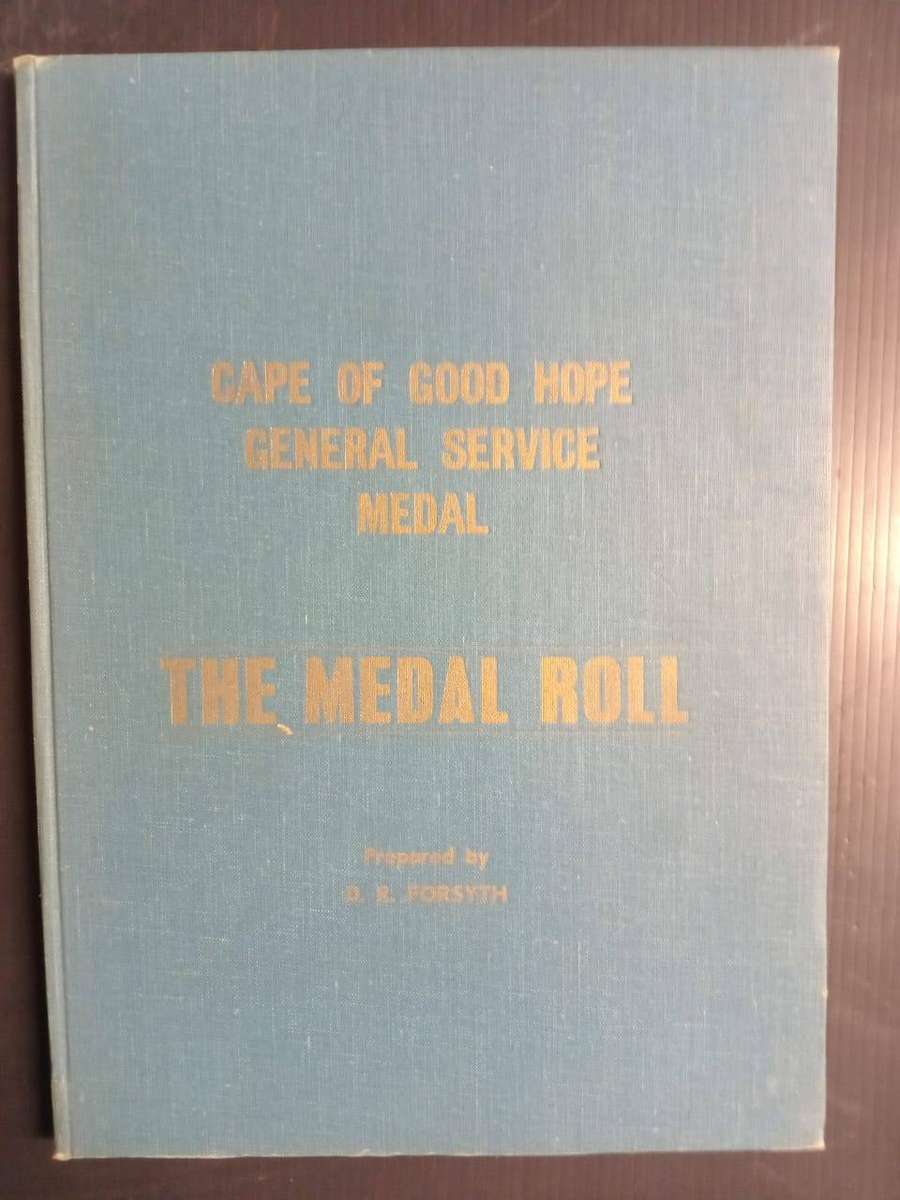 CAPE OF GOOD HOPE
GENERAL SERVICE
MEDAL
THE MEDAL ROLL
Prepared by
D. R. FORSYTH